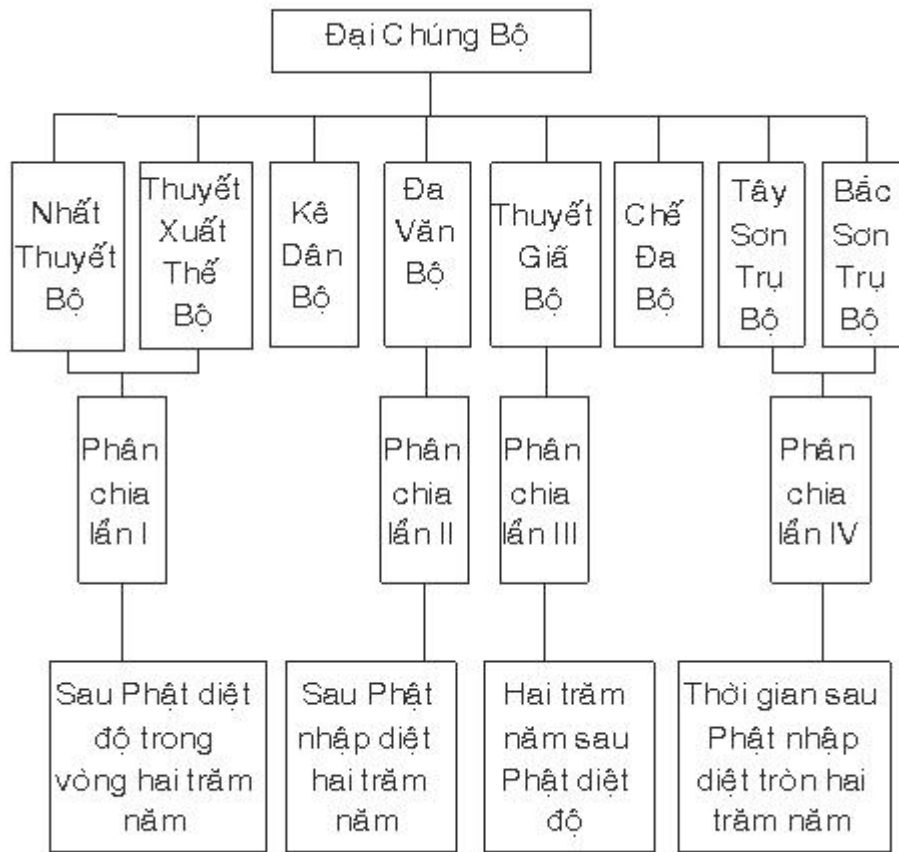 Đại Chúng Bộ
Nhất
Thuyết
Bộ
Thuyết
Xuất
Thế
Bộ
Kê
Dân
Bộ
Đa
Văn
Bộ
Thuyết
Giã
Bộ
Chế
Đa
Bộ
Tây
Sơn
Trụ
Bộ
Bắc
Sơn
Trụ
Bộ
Phân
chia
lần I
Phân
chia
lần II
Phân
chia
lần III
Phân
chia
lần IV
Sau Phật diệt
độ trong
vòng hai trăm
năm
Sau Phật
nhập diệt
hai trăm
năm
Hai trăm
năm sau
Phật diệt
độ
Thời gian sau
Phật nhập
diệt tròn hai
trăm năm